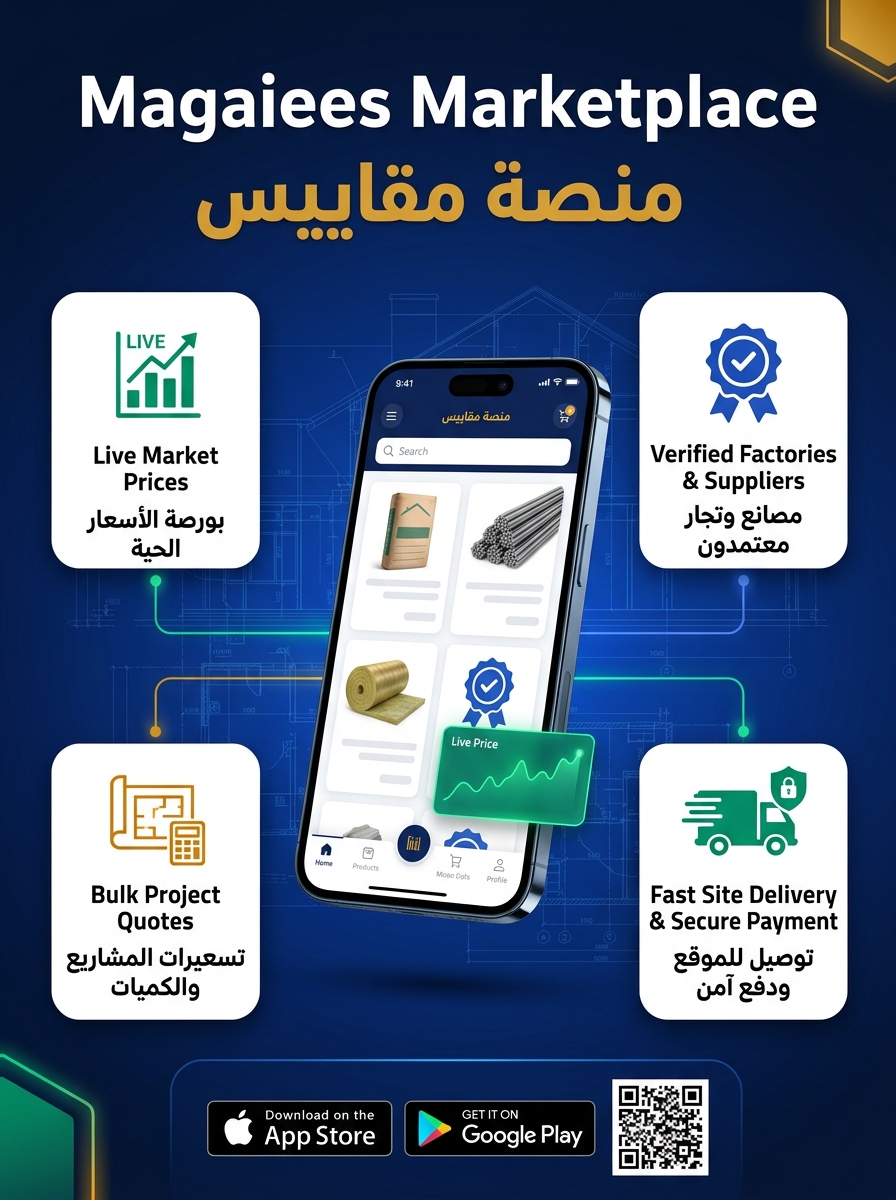 Magaiees Marketplace
منصة مقاييس
LIVE
Live Market
Prices
بورصة الأسعار
الحية
Verified Factories
& Suppliers
مصانع وتجار
معتمدون
9:41
منصة مقاييس
Search
Live Price
Home
Products
Profile
Bulk Project
Quotes
تسعيرات المشاريع
والكميات
Fast Site Delivery
& Secure Payment
توصيل للموقع
ودفع آمن
Download on the
App Store
GET IT ON
Google Play